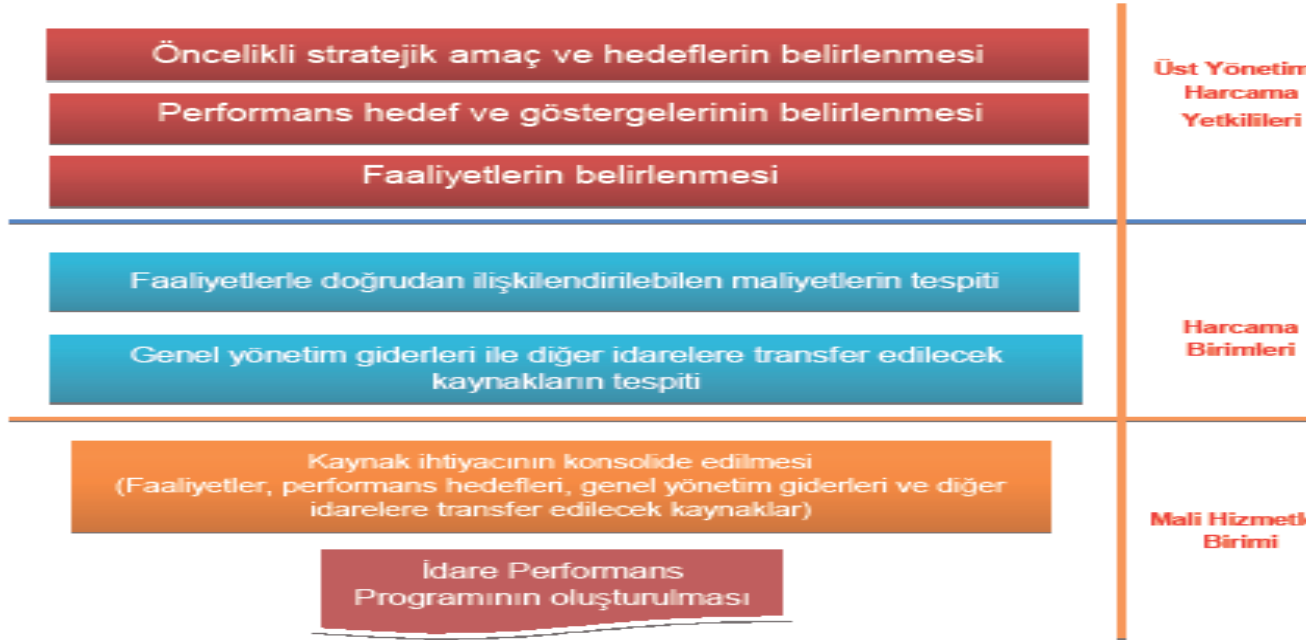 Öncelikli stratejik amaç ve hedeflerin belirlenmesi
Performans hedef ve göstergelerinin belirlenmesi
Faaliyetlerin belirlenmesi
Üst
Harcama
Yetkilileri
Faaliyetlerle doğrudan ilişkilendirilebilen maliyetlerin tespiti
Genel yönetim giderleri ile diğer idarelere transfer edilecek
kaynakların tespiti
Harcama
Birimleri
Kaynak ihtiyacının konsolide edilmesi
(Faaliyetler, performans hedefleri, genel yönetim giderleri ve diğer
idarelere transfer edilecek kaynaklar)
İdare Performans
Programının oluşturulması
Mali
Birimi